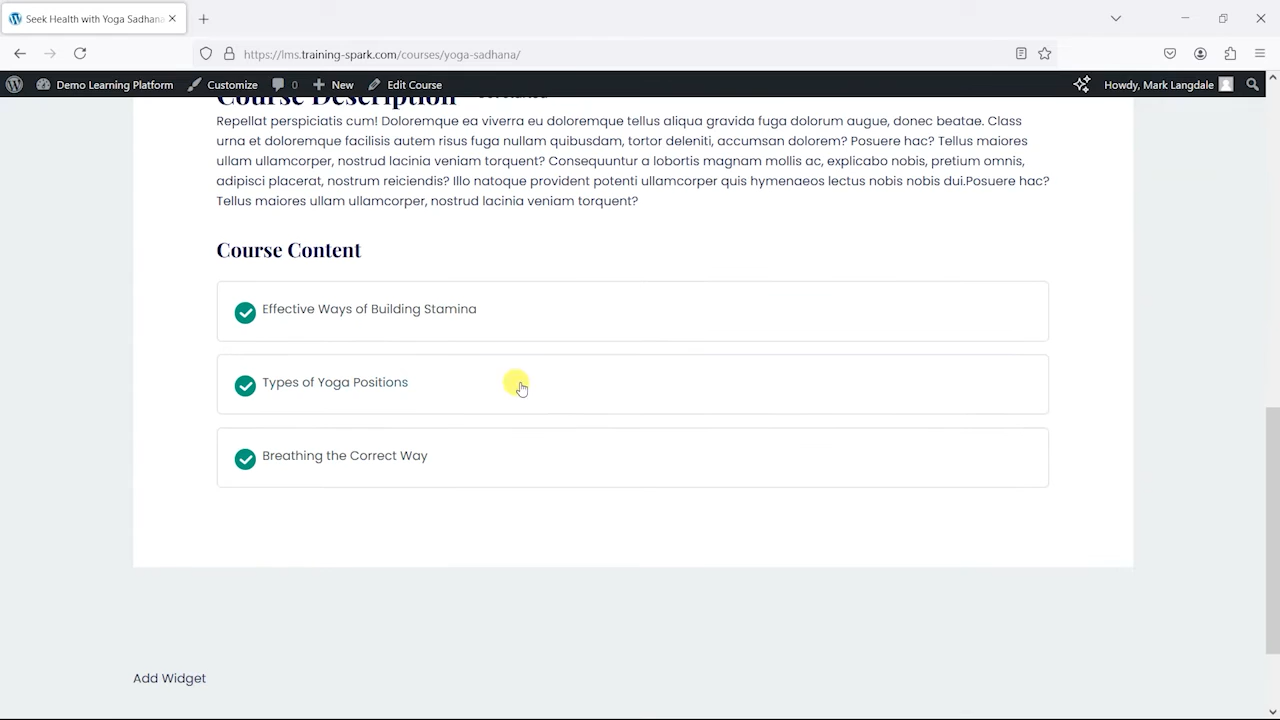 Seek Health with Yoga Sadhana
https://lms.training-spark.com/courses/yoga-sadhana/
Demo Learning Platform Customize 0 New Edit Course Howdy, Mark Langdale
Course Description
Repellat perspiciatis cum! Doloremque ea viverra eu doloremque tellus aliqua gravida fuga dolorum augue, donec beatae. Class
urna et doloremque facilisis autem risus fuga nullam quibusdam, tortor deleniti, accumsan dolorem? Posuere hac? Tellus maiores
ullam ullamcorper, nostrud lacinia veniam torquent? Consequuntur a lobortis magnam mollis ac, explicabo nobis, pretium omnis,
adipisci placerat, nostrum reiciendis? Illo natoque provident potenti ullamcorper quis hymenaeos lectus nobis nobis dui.Posuere hac?
Tellus maiores ullam ullamcorper, nostrud lacinia veniam torquent?
Course Content
Effective Ways of Building Stamina
Types of Yoga Positions
Breathing the Correct Way
Add Widget